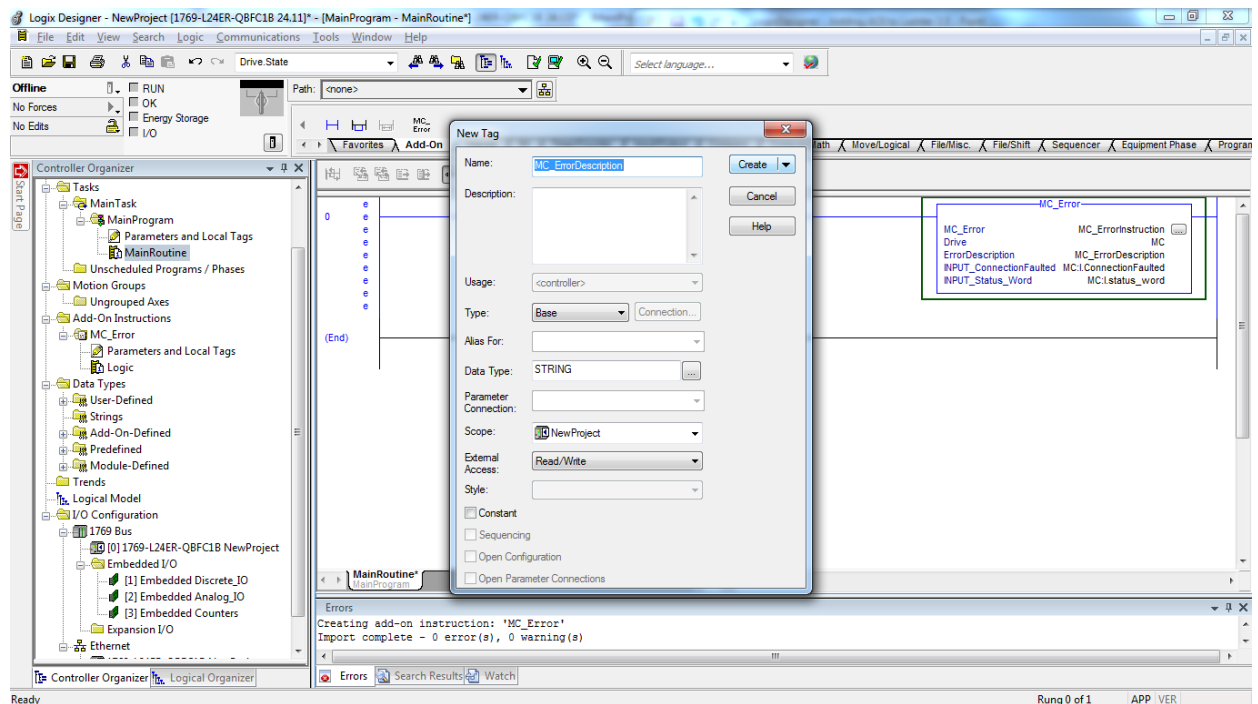 Logix Designer - NewProject [1769-L24ER-QBFC1B 24.11]* - [MainProgram - MainRoutine*]
File Edit View Search Logic Communications Tools Window Help
Drive.State
Select language...
Offline
RUN
Path: <none>
No Forces
OK
Energy Storage
No Edits
I/O
MC_
Error
Favorites Add-On
Math Move/Logical File/Misc. File/Shift Sequencer Equipment Phase Program
Start Page
Controller Organizer
Tasks
MainTask
MainProgram
Parameters and Local Tags
MainRoutine
Unscheduled Programs / Phases
Motion Groups
Ungrouped Axes
Add-On Instructions
MC_Error
Parameters and Local Tags
Logic
Data Types
User-Defined
Strings
Add-On-Defined
Predefined
Module-Defined
Trends
Logical Model
I/O Configuration
1769 Bus
[0] 1769-L24ER-QBFC1B NewProject
Embedded I/O
[1] Embedded Discrete_IO
[2] Embedded Analog_IO
[3] Embedded Counters
Expansion I/O
Ethernet
Controller Organizer Logical Organizer
0
e
e
e
e
e
e
e
e
e
(End)
MC_Error
MC_Error MC_ErrorInstruction ...
Drive MC
ErrorDescription MC_ErrorDescription
INPUT_ConnectionFaulted MC:I.ConnectionFaulted
INPUT_Status_Word MC:I.status_word
New Tag
Name: MC_ErrorDescription
Create
Description:
Cancel
Help
Usage: <controller>
Type: Base Connection...
Alias For:
Data Type: STRING ...
Parameter
Connection:
Scope: NewProject
External
Access: Read/Write
Style:
Constant
Sequencing
Open Configuration
Open Parameter Connections
MainRoutine*
MainProgram
Errors
Creating add-on instruction: 'MC_Error'
Import complete - 0 error(s), 0 warning(s)
Errors Search Results Watch
Ready
Rung 0 of 1 APP VER